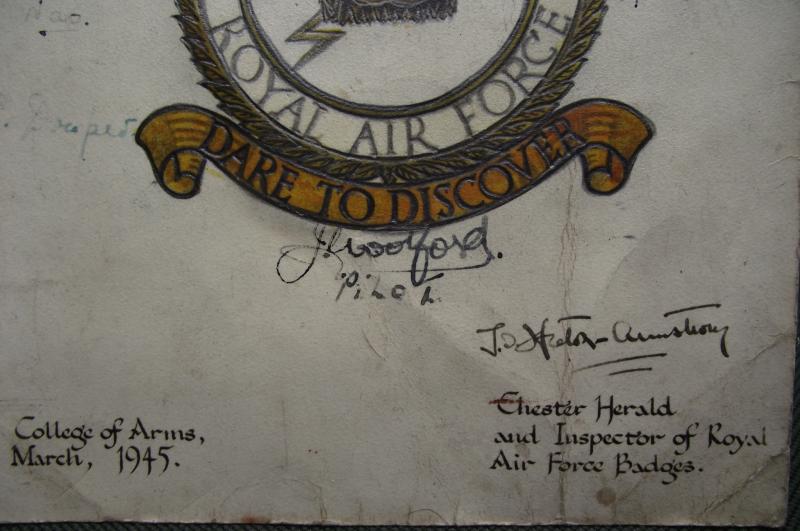 ROYAL AIR FORCE
DARE TO DISCOVER
J. Woodford.
Pilot
College of Arms,
March, 1945.
Chester Herald
and Inspector of Royal
Air Force Badges.